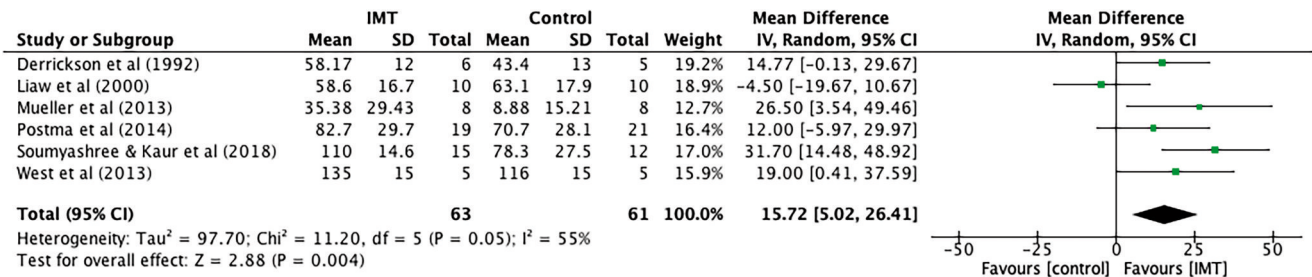 IMT Control Mean Difference Mean Difference
Study or Subgroup Mean SD Total Mean SD Total Weight IV, Random, 95% CI IV, Random, 95% CI
Derrickson et al (1992) 58.17 12 6 43.4 13 5 19.2% 14.77 [-0.13, 29.67]
Liaw et al (2000) 58.6 16.7 10 63.1 17.9 10 18.9% -4.50 [-19.67, 10.67]
Mueller et al (2013) 35.38 29.43 8 8.88 15.21 8 12.7% 26.50 [3.54, 49.46]
Postma et al (2014) 82.7 29.7 19 70.7 28.1 21 16.4% 12.00 [-5.97, 29.97]
Soumyashree & Kaur et al (2018) 110 14.6 15 78.3 27.5 12 17.0% 31.70 [14.48, 48.92]
West et al (2013) 135 15 5 116 15 5 15.9% 19.00 [0.41, 37.59]
Total (95% CI) 63 61 100.0% 15.72 [5.02, 26.41]
Heterogeneity: Tau² = 97.70; Chi² = 11.20, df = 5 (P = 0.05); I² = 55%
Test for overall effect: Z = 2.88 (P = 0.004)
-50 -25 0 25 50
Favours [control] Favours [IMT]